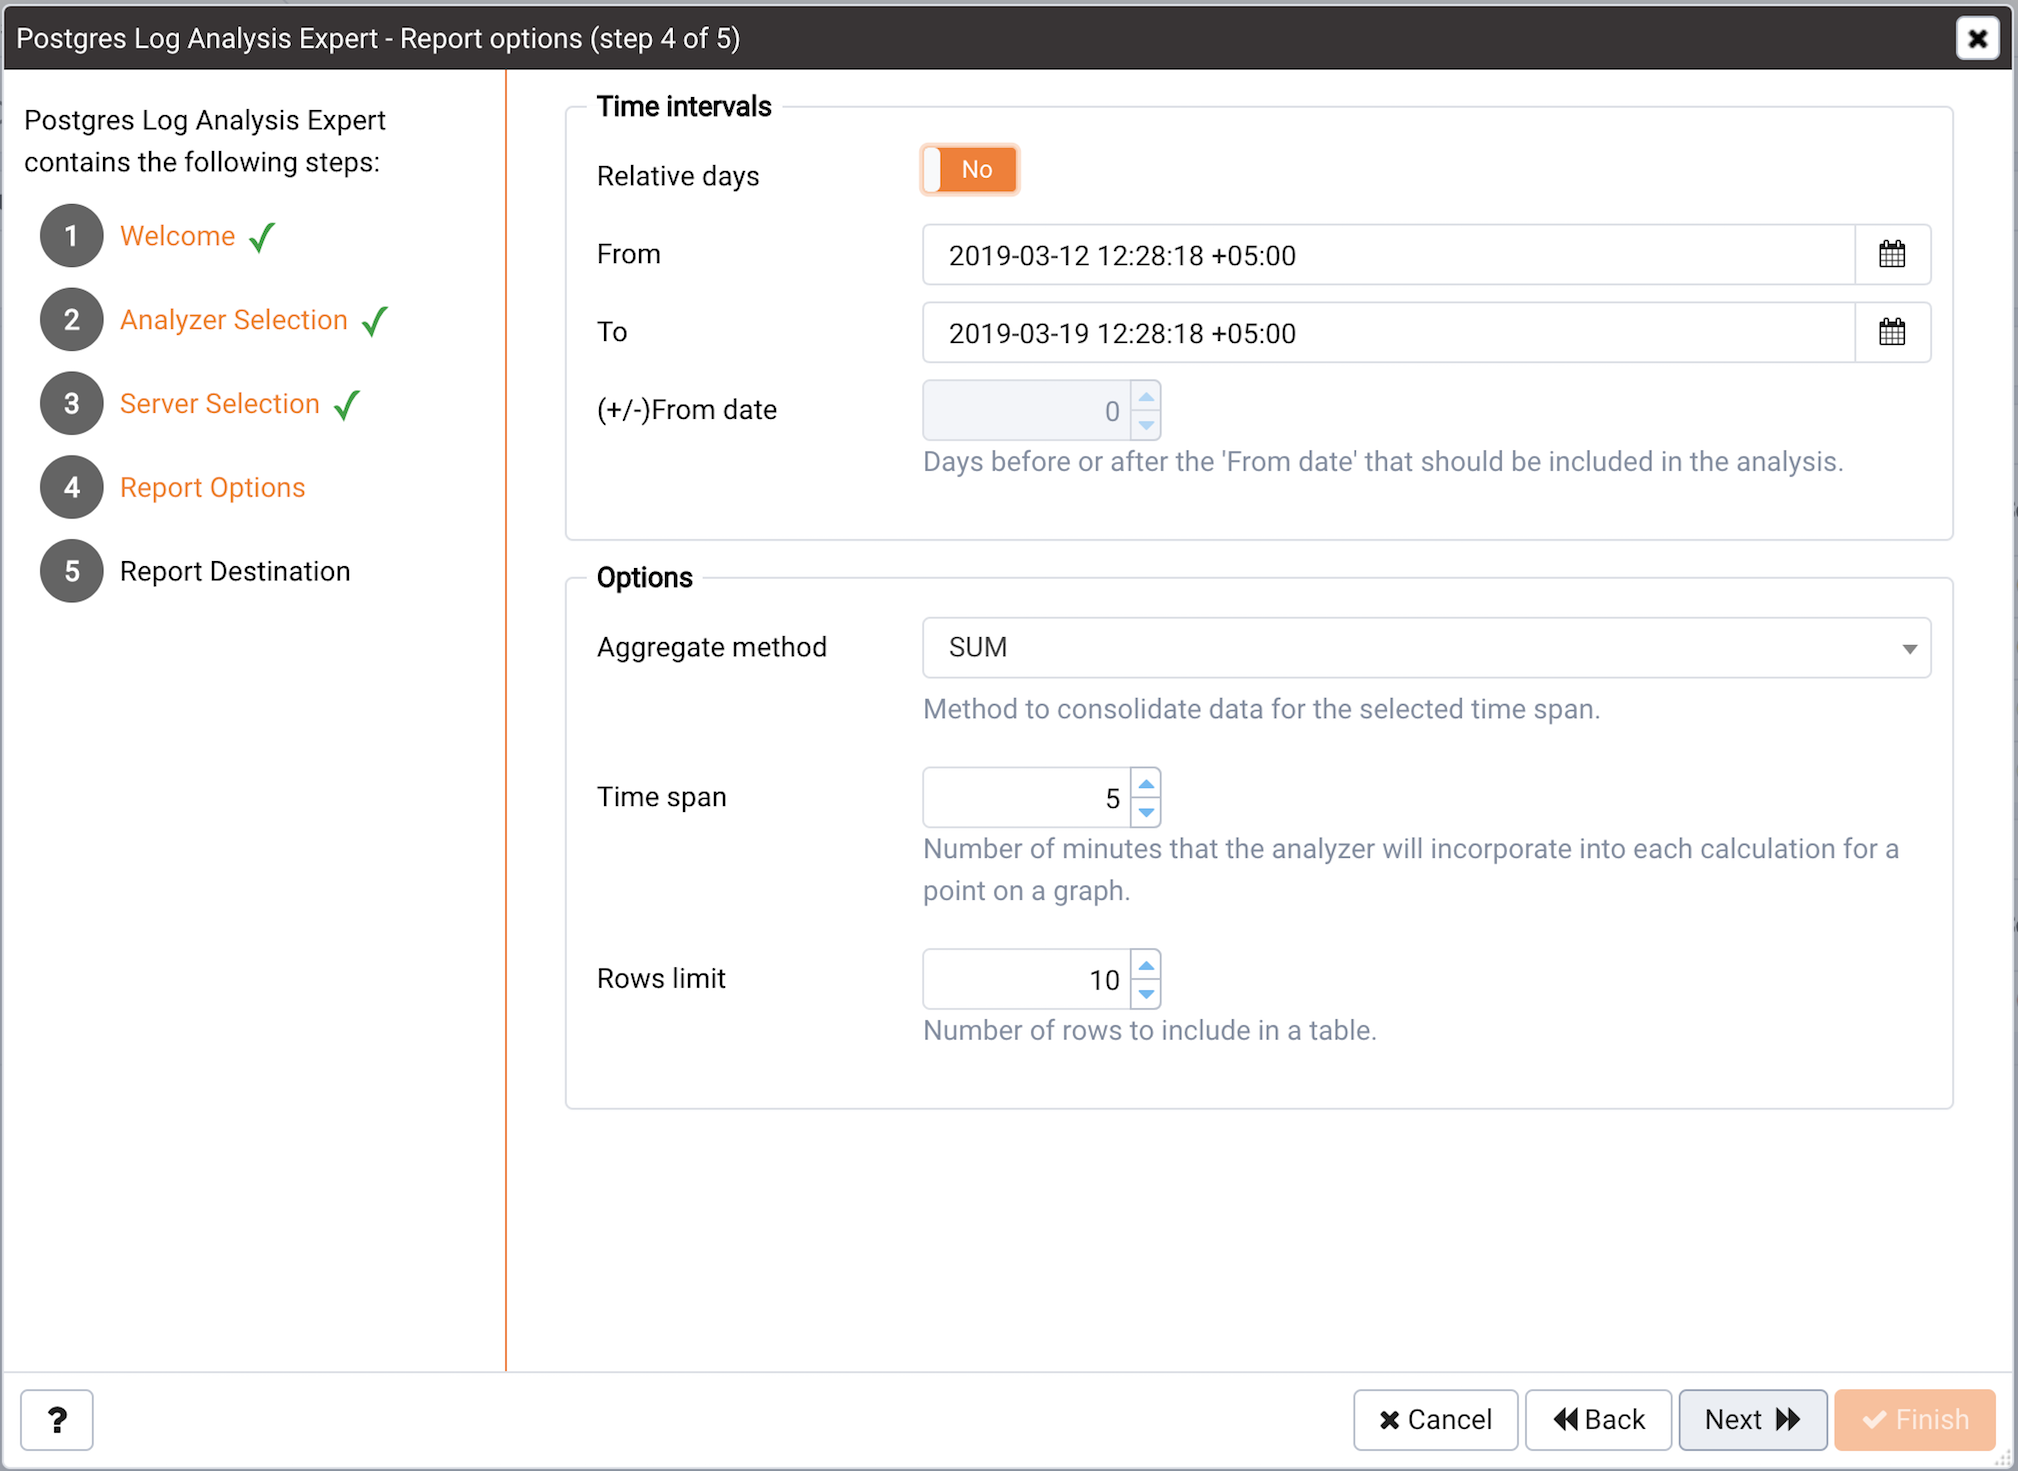 Postgres Log Analysis Expert - Report options (step 4 of 5)
Postgres Log Analysis Expert
contains the following steps:
1 Welcome
2 Analyzer Selection
3 Server Selection
4 Report Options
5 Report Destination
Time intervals
Relative days No
From 2019-03-12 12:28:18 +05:00
To 2019-03-19 12:28:18 +05:00
(+/-)From date 0
Days before or after the 'From date' that should be included in the analysis.
Options
Aggregate method SUM
Method to consolidate data for the selected time span.
Time span 5
Number of minutes that the analyzer will incorporate into each calculation for a
point on a graph.
Rows limit 10
Number of rows to include in a table.
? Cancel Back Next Finish